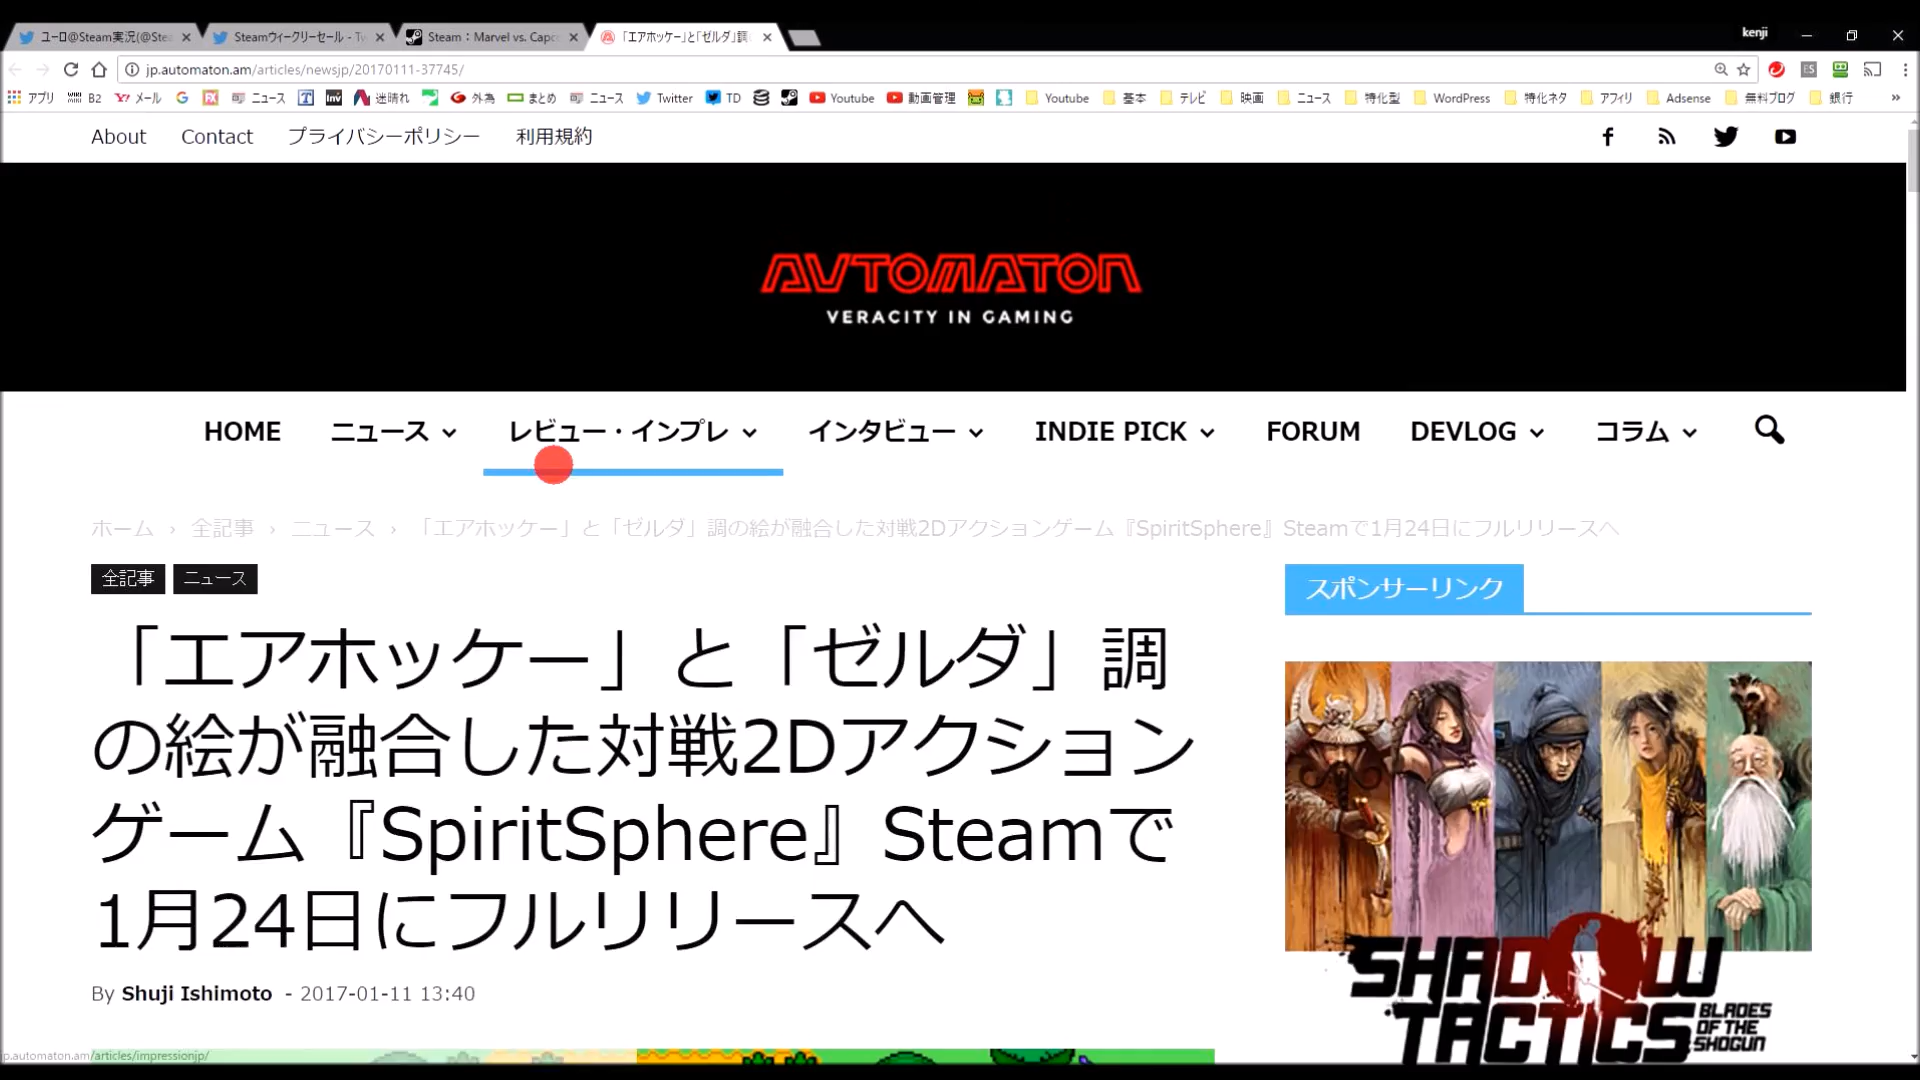 ユーロ@Steam実況(@Ste
Steamウィークリーセール - Tw
Steam：Marvel vs. Capc
「エアホッケー」と「ゼルダ」調
kenji
jp.automaton.am/articles/newsjp/20170111-37745/
アプリ B2 メール ニュース 迷晴れ 外為 まとめ ニュース Twitter TD Youtube 動画管理 Youtube 基本 テレビ 映画 ニュース 特化型 WordPress 特化ネタ アフィリ Adsense 無料ブログ 銀行 »
About Contact プライバシーポリシー 利用規約
AUTOMATON
VERACITY IN GAMING
HOME ニュース レビュー・インプレ インタビュー INDIE PICK FORUM DEVLOG コラム
ホーム › 全記事 › ニュース › 「エアホッケー」と「ゼルダ」調の絵が融合した対戦2Dアクションゲーム『SpiritSphere』Steamで1月24日にフルリリースへ
全記事 ニュース
スポンサーリンク
「エアホッケー」と「ゼルダ」調
の絵が融合した対戦2Dアクション
ゲーム『SpiritSphere』Steamで
1月24日にフルリリースへ
By Shuji Ishimoto - 2017-01-11 13:40
SHADOW
TACTICS
BLADES
OF THE
SHOGUN
jp.automaton.am/articles/impressionjp/